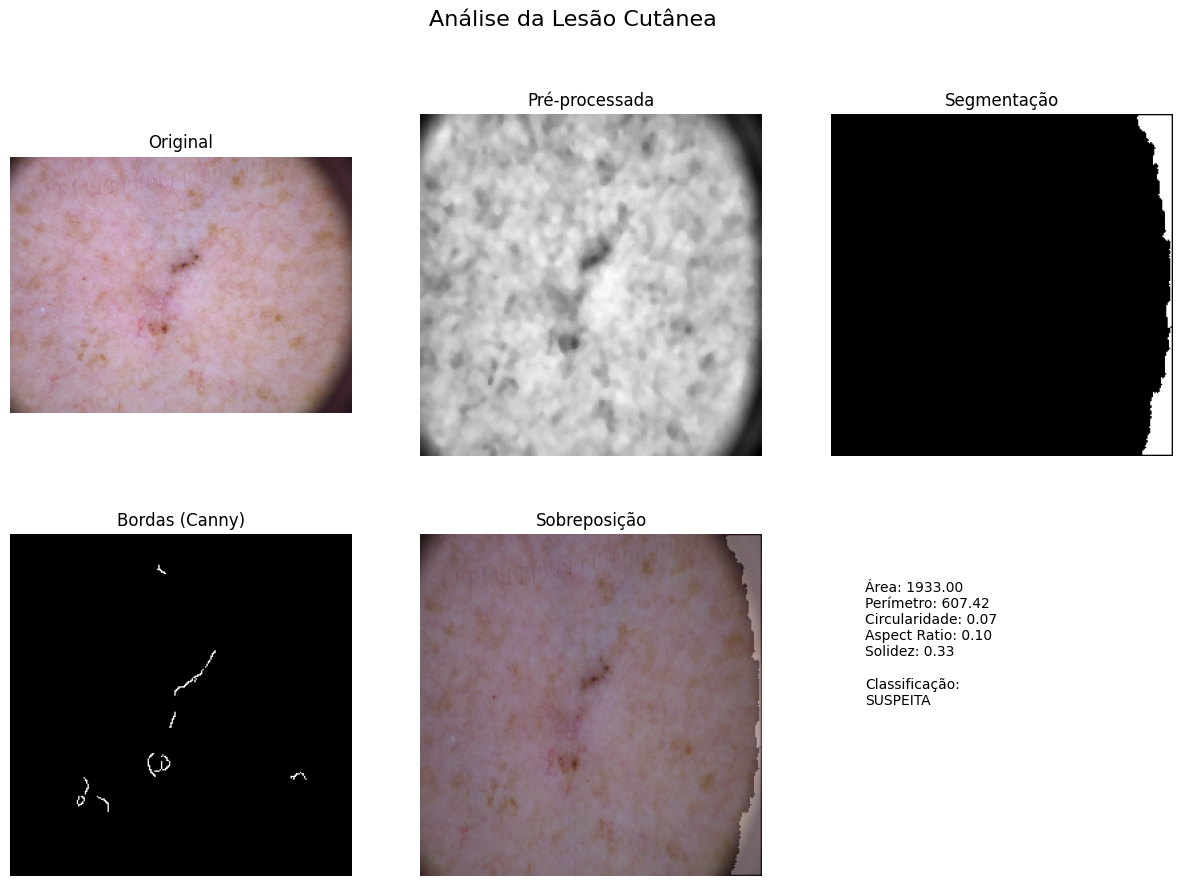 Análise da Lesão Cutânea
Original
Pré-processada
Segmentação
Bordas (Canny)
Sobreposição
Área: 1933.00
Perímetro: 607.42
Circularidade: 0.07
Aspect Ratio: 0.10
Solidez: 0.33
Classificação:
SUSPEITA